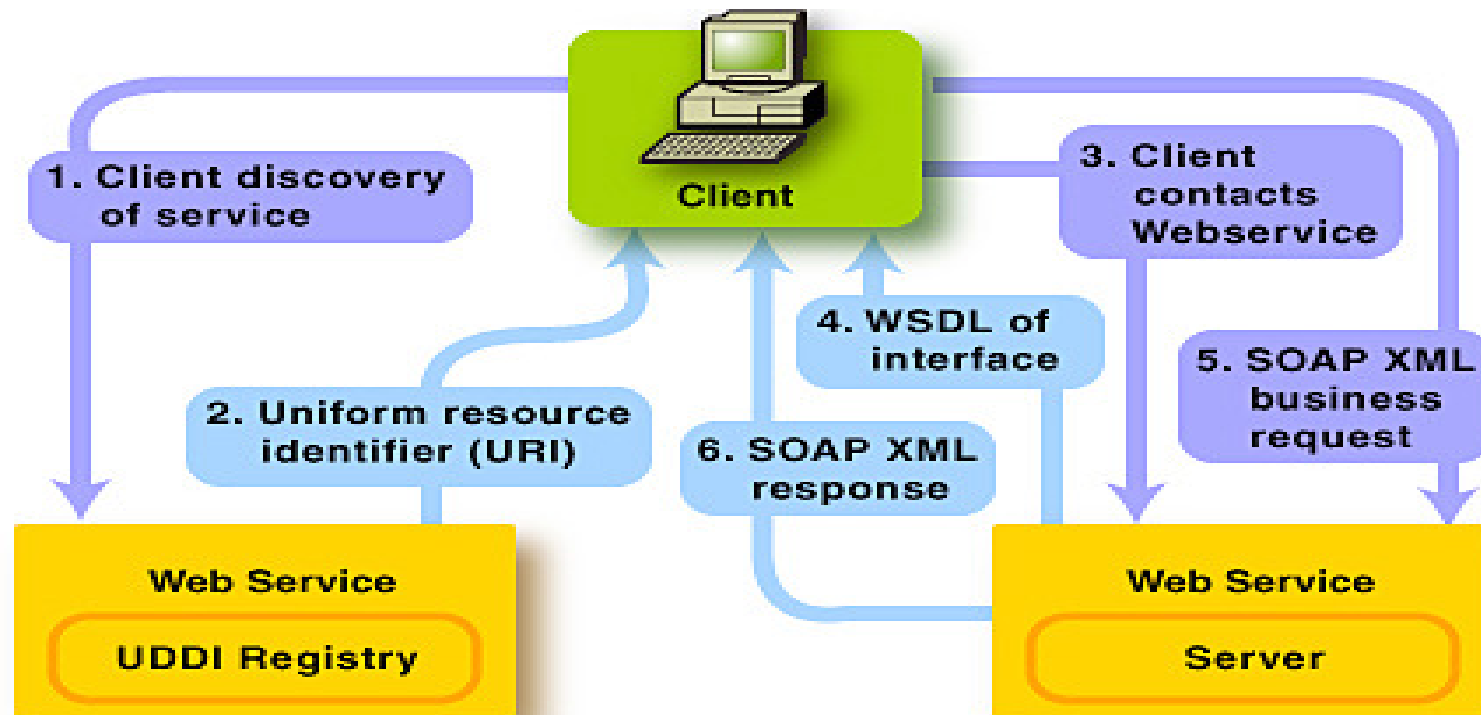 Client
1. Client discovery
of service
2. Uniform resource
identifier (URI)
3. Client
contacts
Webservice
4. WSDL of
interface
5. SOAP XML
business
request
6. SOAP XML
response
Web Service
UDDI Registry
Web Service
Server